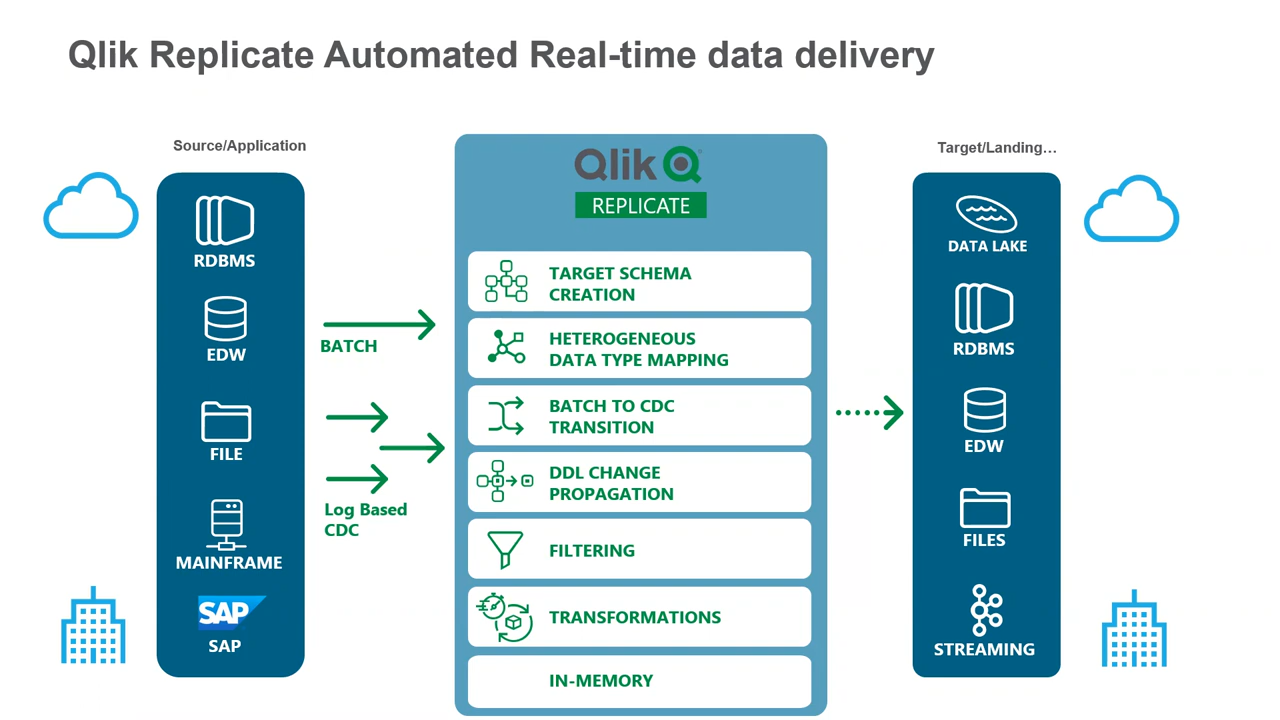 Qlik Replicate Automated Real-time data delivery
Source/Application
RDBMS
EDW
FILE
MAINFRAME
SAP
SAP
BATCH
Log Based
CDC
Qlik
REPLICATE
TARGET SCHEMA
CREATION
HETEROGENEOUS
DATA TYPE MAPPING
BATCH TO CDC
TRANSITION
DDL CHANGE
PROPAGATION
FILTERING
TRANSFORMATIONS
IN-MEMORY
Target/Landing…
DATA LAKE
RDBMS
EDW
FILES
STREAMING